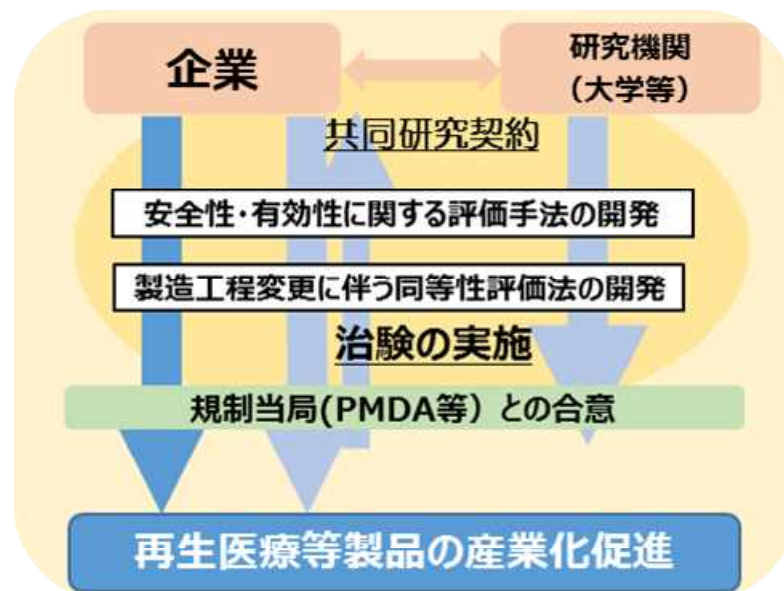 企業
研究機関
（大学等）
共同研究契約
安全性・有効性に関する評価手法の開発
製造工程変更に伴う同等性評価法の開発
治験の実施
規制当局(PMDA等）との合意
再生医療等製品の産業化促進